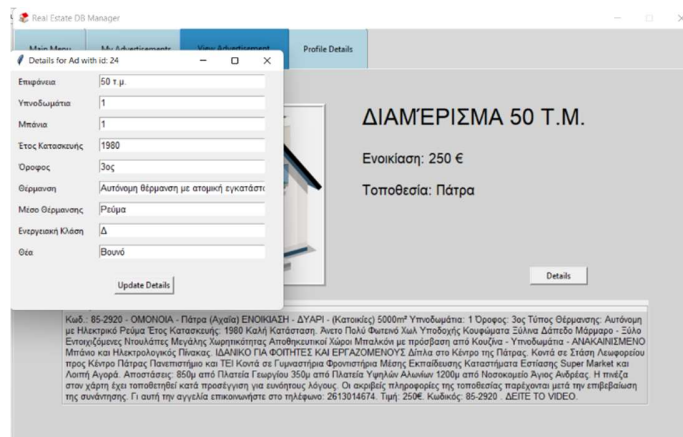 Real Estate DB Manager
Main Menu
My Advertisements
View Advertisement
Profile Details
Details for Ad with id: 24
Επιφάνεια 50 τ.μ.
Υπνοδωμάτια 1
Μπάνια 1
Έτος Κατασκευής 1980
Όροφος 3ος
Θέρμανση Αυτόνομη θέρμανση με ατομική εγκατάστα
Μέσο Θέρμανσης Ρεύμα
Ενεργειακή Κλάση Δ
Θέα Βουνό
Update Details
ΔΙΑΜΈΡΙΣΜΑ 50 Τ.Μ.
Ενοικίαση: 250 €
Τοποθεσία: Πάτρα
Details
Κωδ.: 85-2920 - ΟΜΟΝΟΙΑ - Πάτρα (Αχαΐα) ΕΝΟΙΚΙΑΣΗ - ΔΥΑΡΙ - (Κατοικίες) 5000m² Υπνοδωμάτια: 1 Όροφος: 3ος Τύπος Θέρμανσης: Αυτόνομη
με Ηλεκτρικό Ρεύμα Έτος Κατασκευής: 1980 Καλή Κατάσταση. Άνετο Πολύ Φωτεινό Χωλ Υποδοχής Κουφώματα Ξύλινα Δάπεδο Μάρμαρο - Ξύλο
Εντοιχιζόμενες Ντουλάπες Μεγάλης Χωρητικότητας Αποθηκευτικοί Χώροι Μπαλκόνι με πρόσβαση από Κουζίνα - Υπνοδωμάτια - ΑΝΑΚΑΙΝΙΣΜΕΝΟ
Μπάνιο και Ηλεκτρολογικός Πίνακας. ΙΔΑΝΙΚΟ ΓΙΑ ΦΟΙΤΗΤΕΣ ΚΑΙ ΕΡΓΑΖΟΜΕΝΟΥΣ Δίπλα στο Κέντρο της Πάτρας. Κοντά σε Στάση Λεωφορείου
προς Κέντρο Πάτρας Πανεπιστήμιο και ΤΕΙ Κοντά σε Γυμναστήρια Φροντιστήρια Μέσης Εκπαίδευσης Καταστήματα Εστίασης Super Market και
Λοιπή Αγορά. Αποστάσεις: 850μ από Πλατεία Γεωργίου 350μ από Πλατεία Υψηλών Αλωνίων 1200μ από Νοσοκομείο Άγιος Ανδρέας. Η πινέζα
στον χάρτη έχει τοποθετηθεί κατά προσέγγιση για ευνόητους λόγους. Οι ακριβείς πληροφορίες της τοποθεσίας παρέχονται μετά την επιβεβαίωση
της συνάντησης. Γι αυτή την αγγελία επικοινωνήστε στο τηλέφωνο: 2613014674. Τιμή: 250€. Κωδικός: 85-2920 . ΔΕΙΤΕ ΤΟ VIDEO.